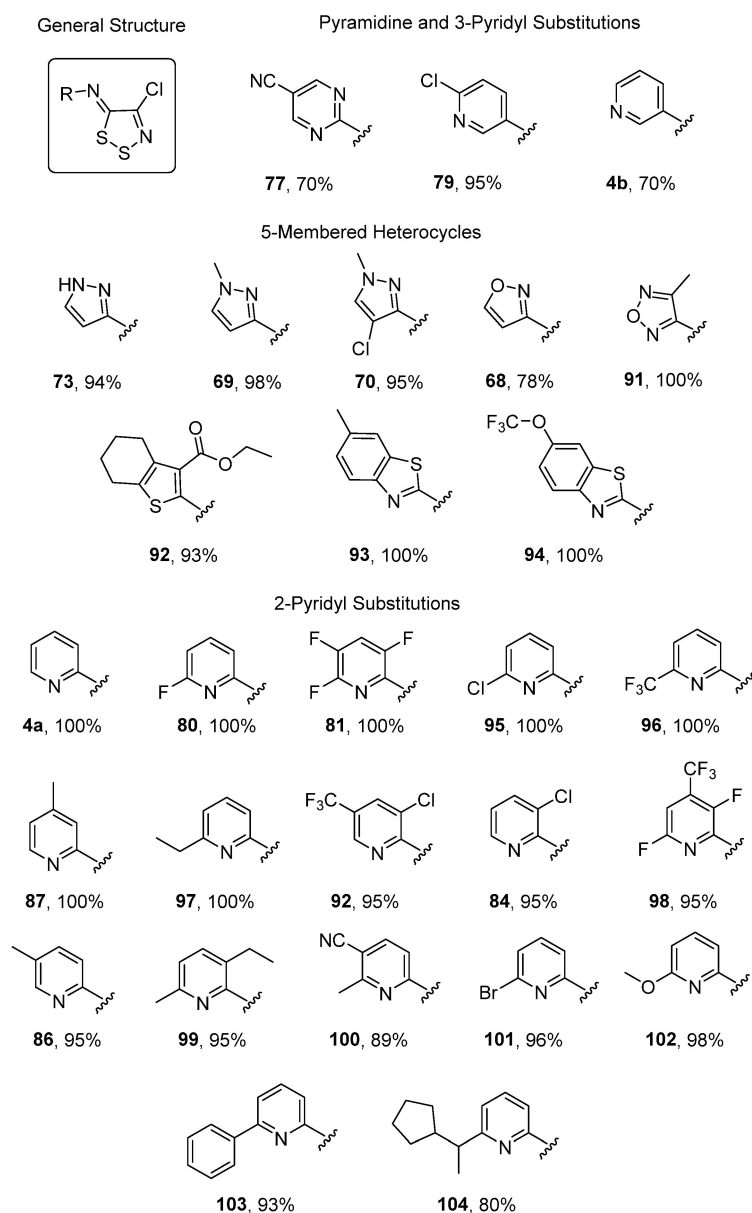 General Structure
Pyramidine and 3-Pyridyl Substitutions
R N Cl S S N
NC N N
Cl N
N
77, 70%
79, 95%
4b, 70%
5-Membered Heterocycles
HN N
N N
N N Cl
O N
N O N
73, 94%
69, 98%
70, 95%
68, 78%
91, 100%
O O S
S N
F3C O S N
92, 93%
93, 100%
94, 100%
2-Pyridyl Substitutions
N
F N
F F F N
Cl N
F3C N
4a, 100%
80, 100%
81, 100%
95, 100%
96, 100%
N
N
F3C Cl N
Cl N
CF3 F F N
87, 100%
97, 100%
92, 95%
84, 95%
98, 95%
N
N
NC N
Br N
O N
86, 95%
99, 95%
100, 89%
101, 96%
102, 98%
N
N
103, 93%
104, 80%